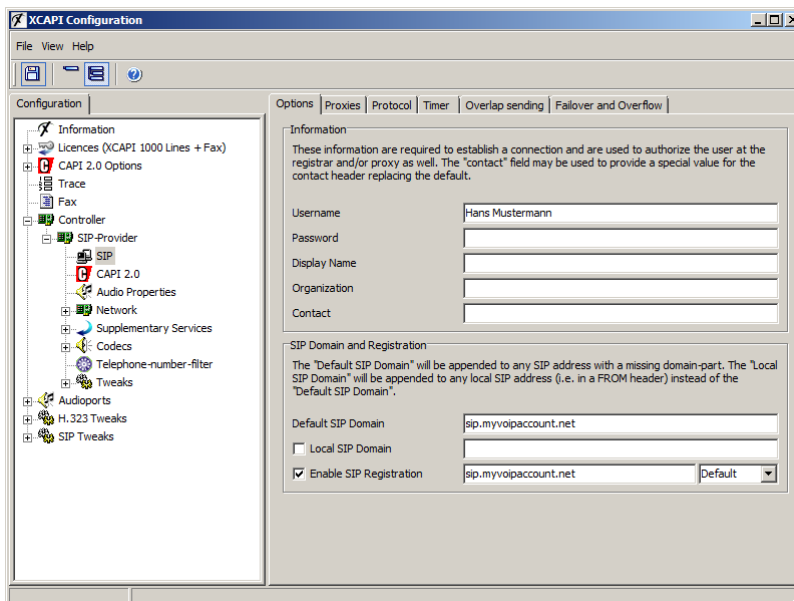 XCAPI Configuration
File View Help
Configuration
Information
Licences (XCAPI 1000 Lines + Fax)
CAPI 2.0 Options
Trace
Fax
Controller
SIP-Provider
SIP
CAPI 2.0
Audio Properties
Network
Supplementary Services
Codecs
Telephone-number-filter
Tweaks
Audioports
H.323 Tweaks
SIP Tweaks
Options Proxies Protocol Timer Overlap sending Failover and Overflow
Information
These information are required to establish a connection and are used to authorize the user at the
registrar and/or proxy as well. The "contact" field may be used to provide a special value for the
contact header replacing the default.
Username Hans Mustermann
Password
Display Name
Organization
Contact
SIP Domain and Registration
The "Default SIP Domain" will be appended to any SIP address with a missing domain-part. The "Local
SIP Domain" will be appended to any local SIP address (i.e. in a FROM header) instead of the
"Default SIP Domain".
Default SIP Domain sip.myvoipaccount.net
Local SIP Domain
Enable SIP Registration sip.myvoipaccount.net Default